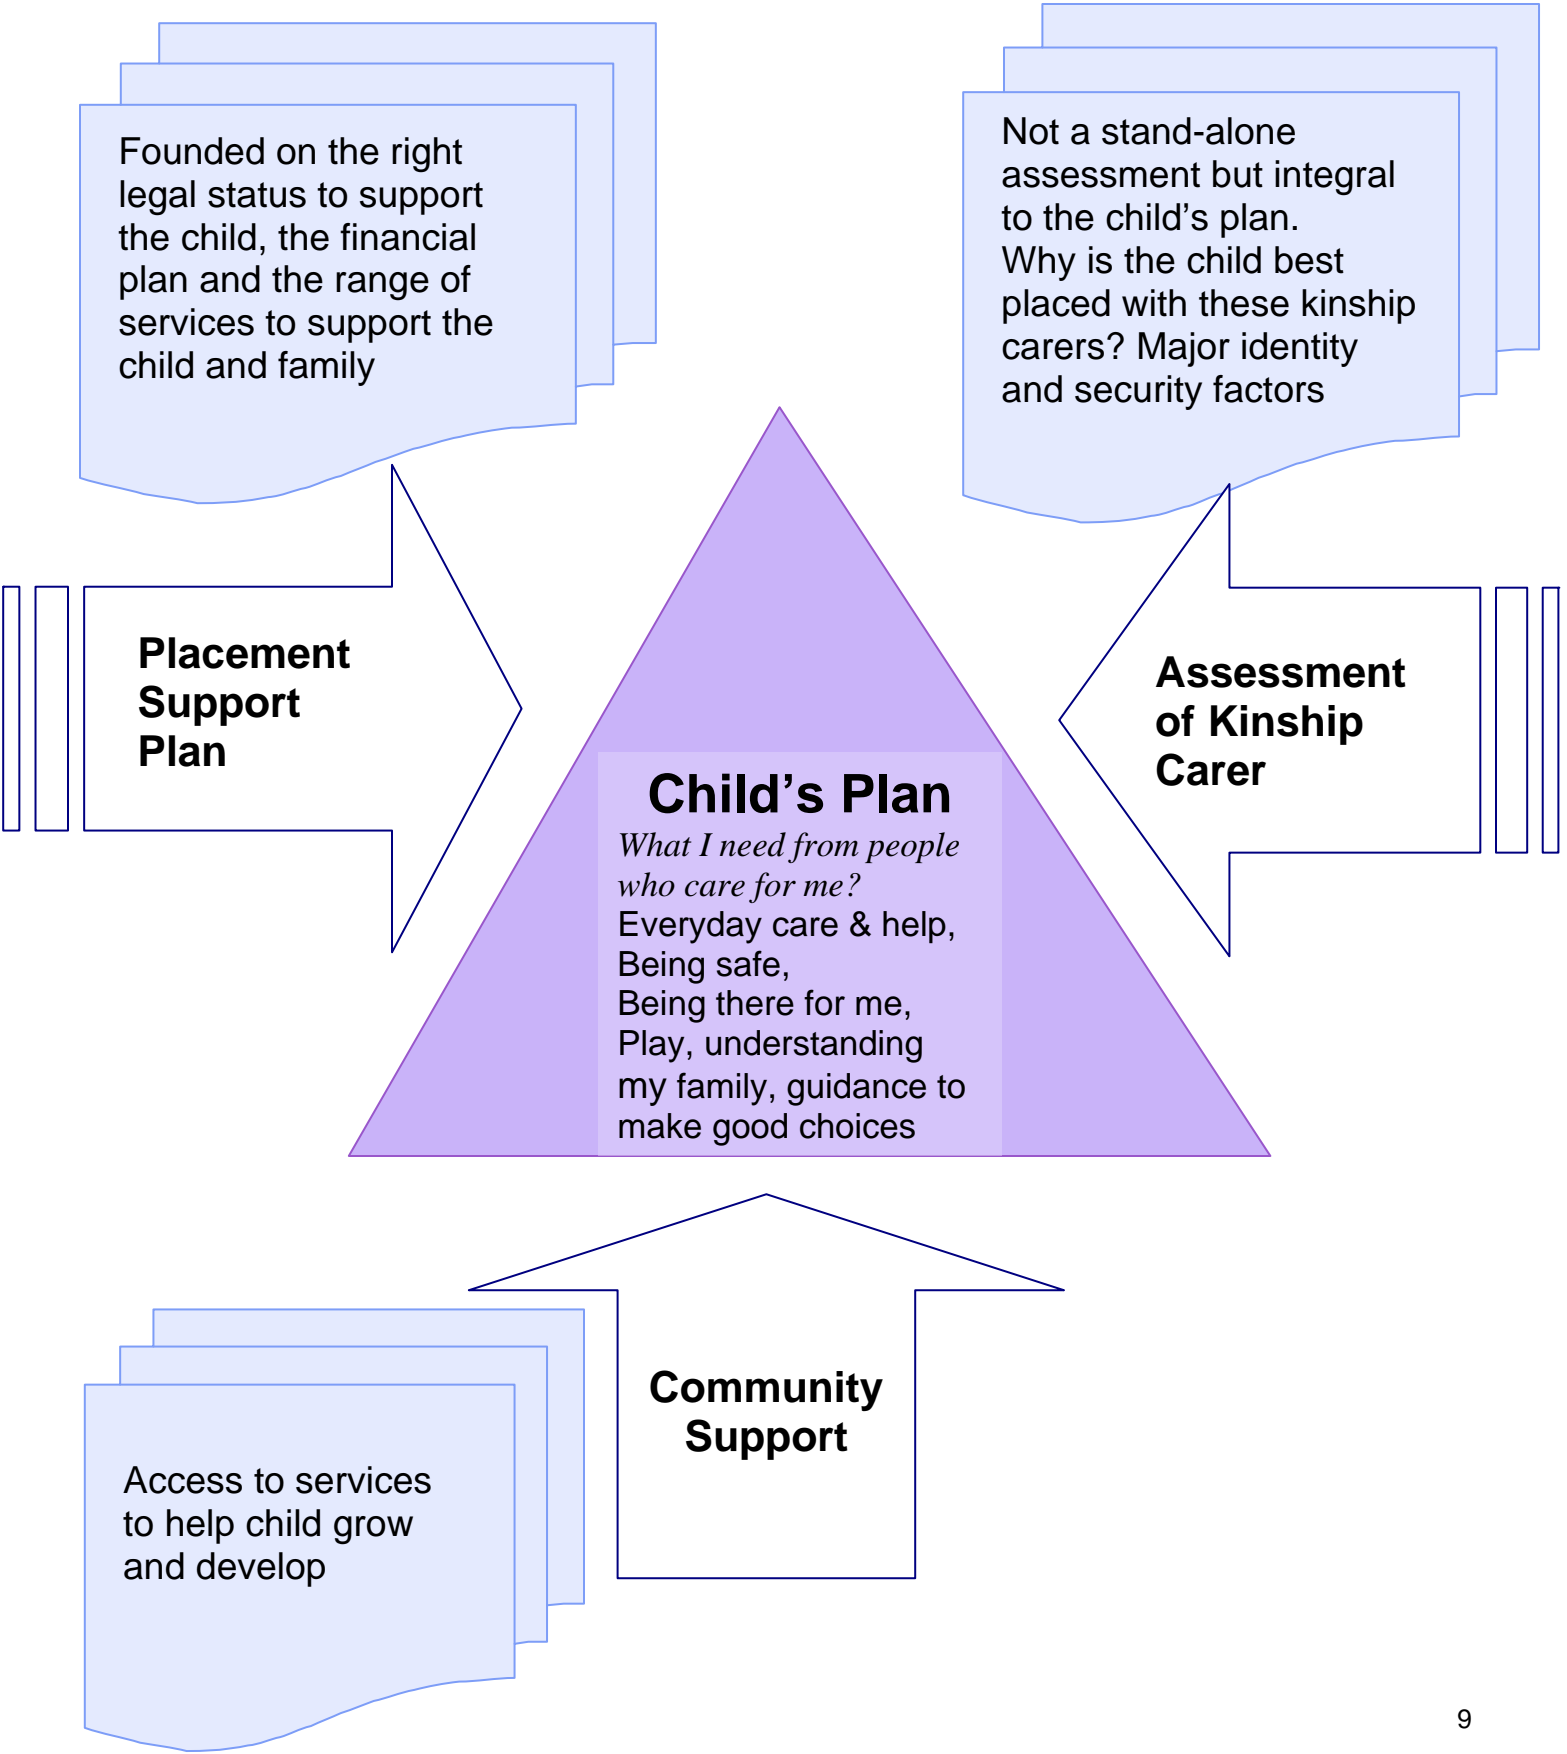 Founded on the right
legal status to support
the child, the financial
plan and the range of
services to support the
child and family
Not a stand-alone
assessment but integral
to the child’s plan.
Why is the child best
placed with these kinship
carers? Major identity
and security factors
Placement
Support
Plan
Assessment
of Kinship
Carer
Child’s Plan
What I need from people
who care for me?
Everyday care & help,
Being safe,
Being there for me,
Play, understanding
my family, guidance to
make good choices
Community
Support
Access to services
to help child grow
and develop
9